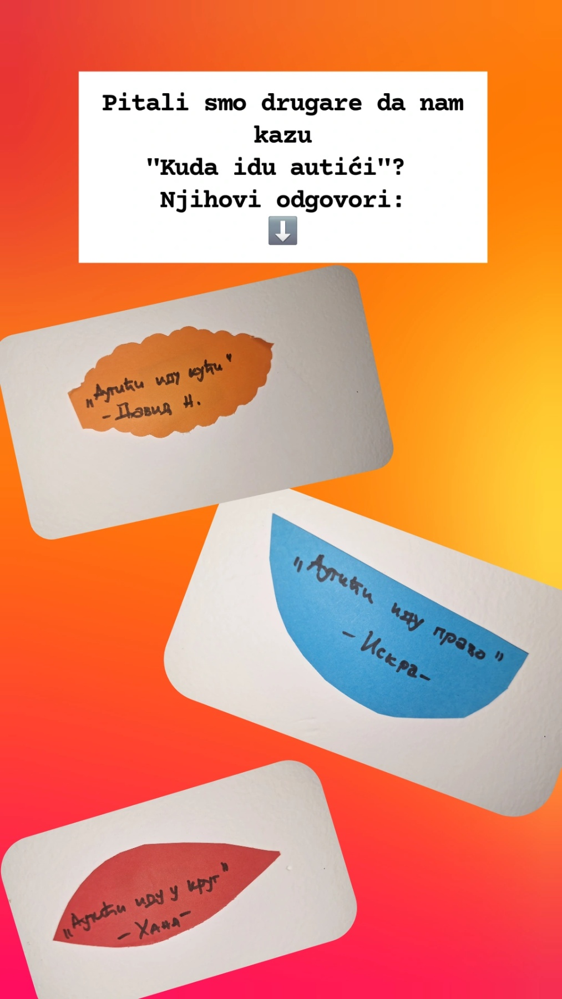 Pitali smo drugare da nam
kazu
"Kuda idu autići"?
Njihovi odgovori:
„Аутићи иду кући"
- Давид Н.
„Аутићи иду право"
- Искра-
„Аутићи иду у круг"
- Хана-